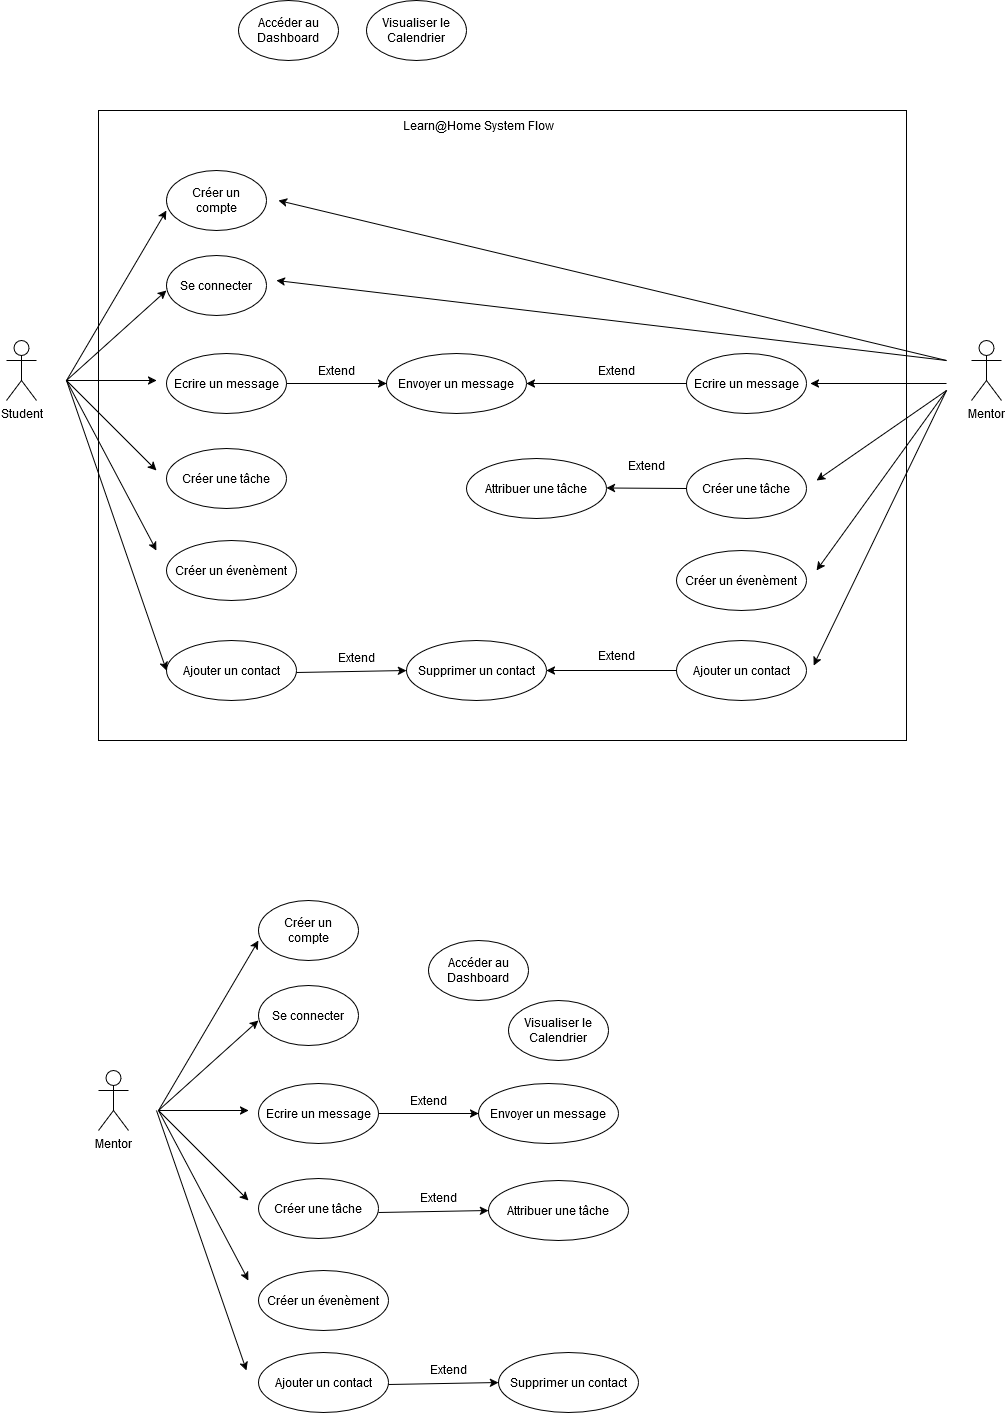 Accéder au
Dashboard
Visualiser le
Calendrier
Learn@Home System Flow
Créer un
compte
Se connecter
Student
Mentor
Ecrire un message
Extend
Envoyer un message
Extend
Ecrire un message
Créer une tâche
Attribuer une tâche
Extend
Créer une tâche
Créer un évenèment
Créer un évenèment
Ajouter un contact
Extend
Supprimer un contact
Extend
Ajouter un contact
Créer un
compte
Accéder au
Dashboard
Se connecter
Visualiser le
Calendrier
Mentor
Ecrire un message
Extend
Envoyer un message
Créer une tâche
Extend
Attribuer une tâche
Créer un évenèment
Ajouter un contact
Extend
Supprimer un contact